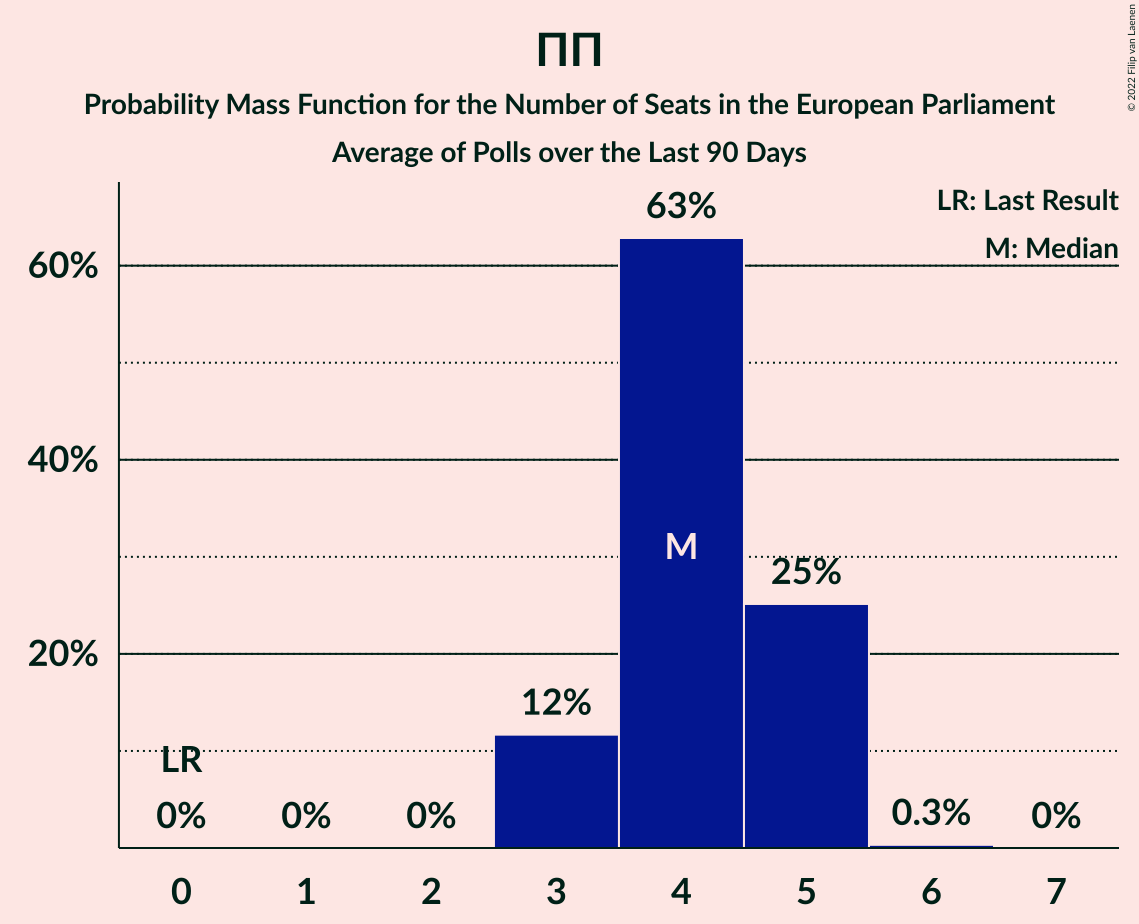 ПП
Probability Mass Function for the Number of Seats in the European Parliament
Average of Polls over the Last 90 Days
© 2022 Filip van Laenen
LR: Last Result
M: Median
60%
40%
20%
63%
M
25%
12%
LR
0%
0%
0%
0.3%
0%
0
1
2
3
4
5
6
7